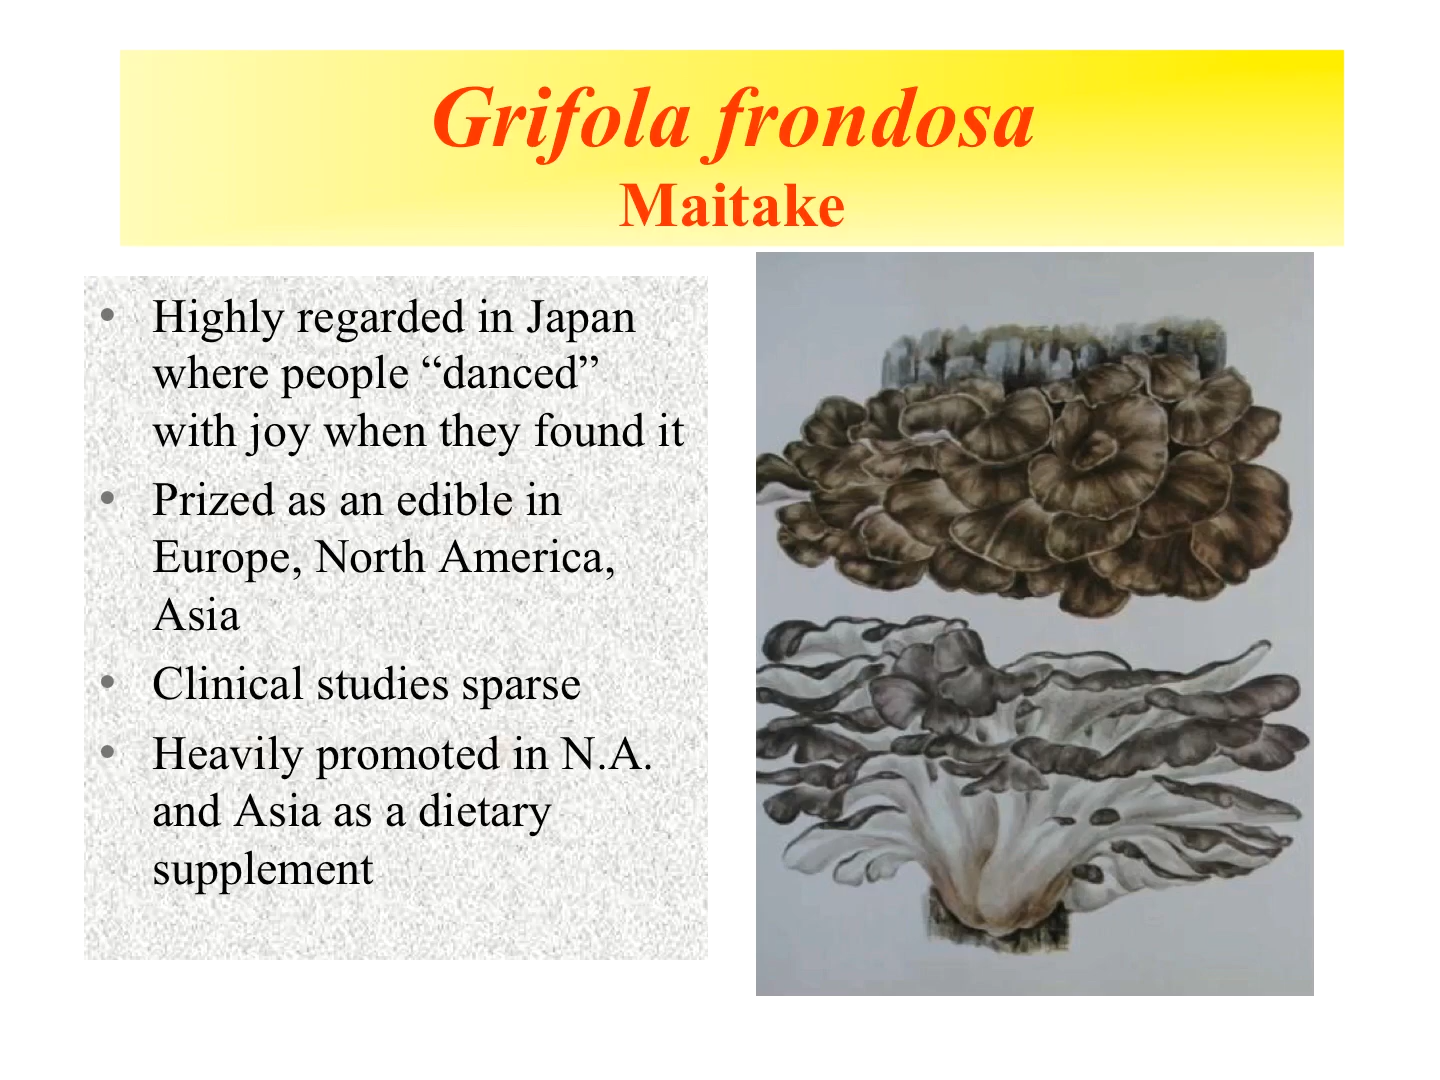 Grifola frondosa
Maitake
• Highly regarded in Japan
where people “danced”
with joy when they found it
• Prized as an edible in
Europe, North America,
Asia
• Clinical studies sparse
• Heavily promoted in N.A.
and Asia as a dietary
supplement